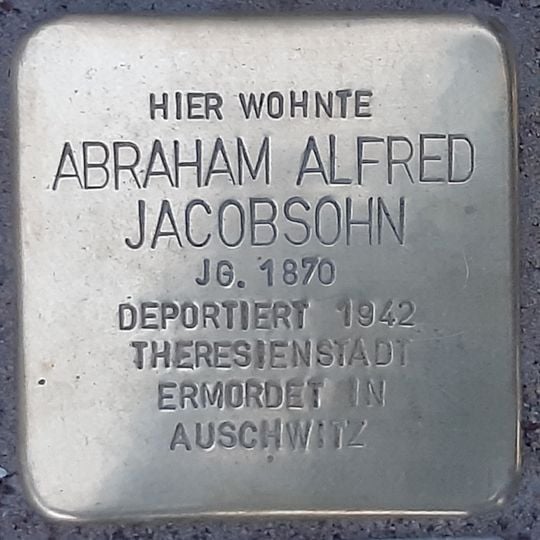 HIER WOHNTE
ABRAHAM ALFRED
JACOBSOHN
JG. 1870
DEPORTIERT 1942
THERESIENSTADT
ERMORDET IN
AUSCHWITZ